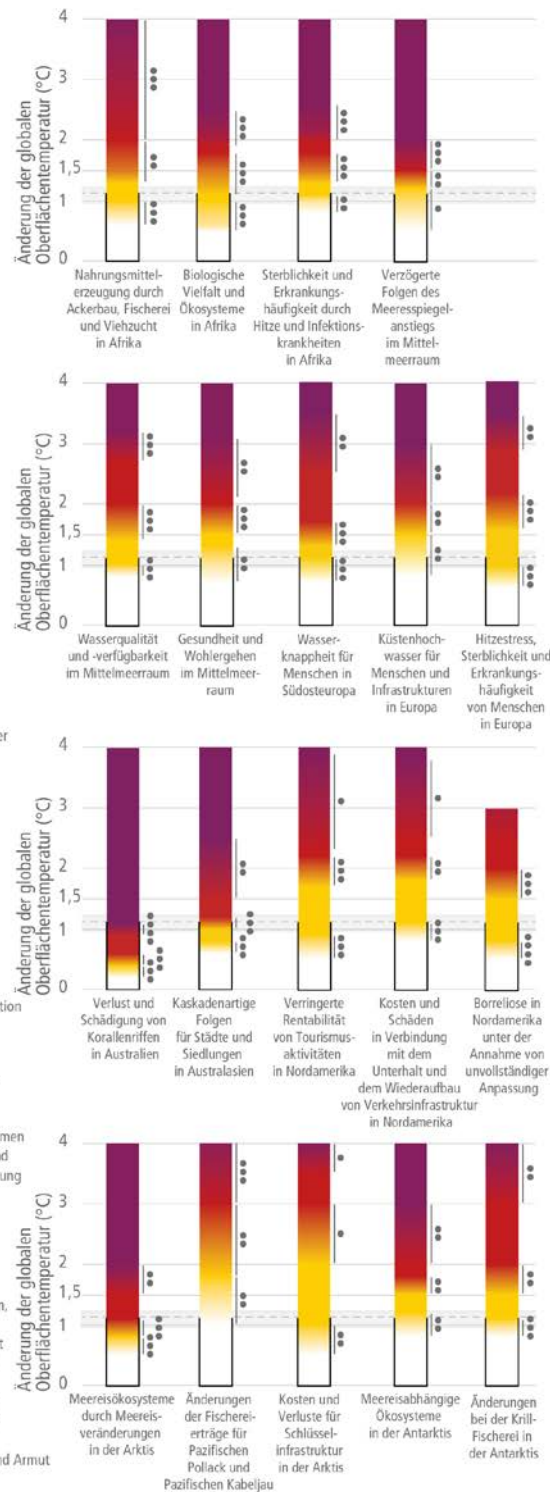 Änderung der globalen
Oberflächentemperatur (°C)
4
3
2
1,5
1
0
Nahrungsmittel-
erzeugung durch
Ackerbau, Fischerei
und Viehzucht
in Afrika
Biologische
Vielfalt und
Ökosysteme
in Afrika
Sterblichkeit und
Erkrankungs-
häufigkeit durch
Hitze und Infektions-
krankheiten
in Afrika
Verzögerte
Folgen des
Meeresspiegel-
anstiegs
im Mittel-
meerraum
Änderung der globalen
Oberflächentemperatur (°C)
4
3
2
1,5
1
0
Wasserqualität
und -verfügbarkeit
im Mittelmeerraum
Gesundheit und
Wohlergehen
im Mittelmeer-
raum
Wasser-
knappheit für
Menschen in
Südosteuropa
Küstenhoch-
wasser für
Menschen und
Infrastrukturen
in Europa
Hitzestress,
Sterblichkeit und
Erkrankungs-
häufigkeit
von Menschen
in Europa
er
Änderung der globalen
Oberflächentemperatur (°C)
4
3
2
1,5
1
0
tion
Verlust und
Schädigung von
Korallenriffen
in Australien
Kaskadenartige
Folgen
für Städte und
Siedlungen
in Australasien
Verringerte
Rentabilität
von Tourismus-
aktivitäten
in Nordamerika
Kosten und
Schäden
in Verbindung
mit dem
Unterhalt und
dem Wiederaufbau
von Verkehrsinfrastruktur
in Nordamerika
Borreliose in
Nordamerika
unter der
Annahme von
unvollständiger
Anpassung
men
nd
ung
Änderung der globalen
Oberflächentemperatur (°C)
4
3
2
1,5
1
0
n,
t
nd Armut
Meereisökosysteme
durch Meereis-
veränderungen
in der Arktis
Änderungen
der Fischerei-
erträge für
Pazifischen
Pollack und
Pazifischen Kabeljau
Kosten und
Verluste für
Schlüssel-
infrastruktur
in der Arktis
Meereisabhängige
Ökosysteme
in der Antarktis
Änderungen
bei der Krill-
Fischerei in
der Antarktis